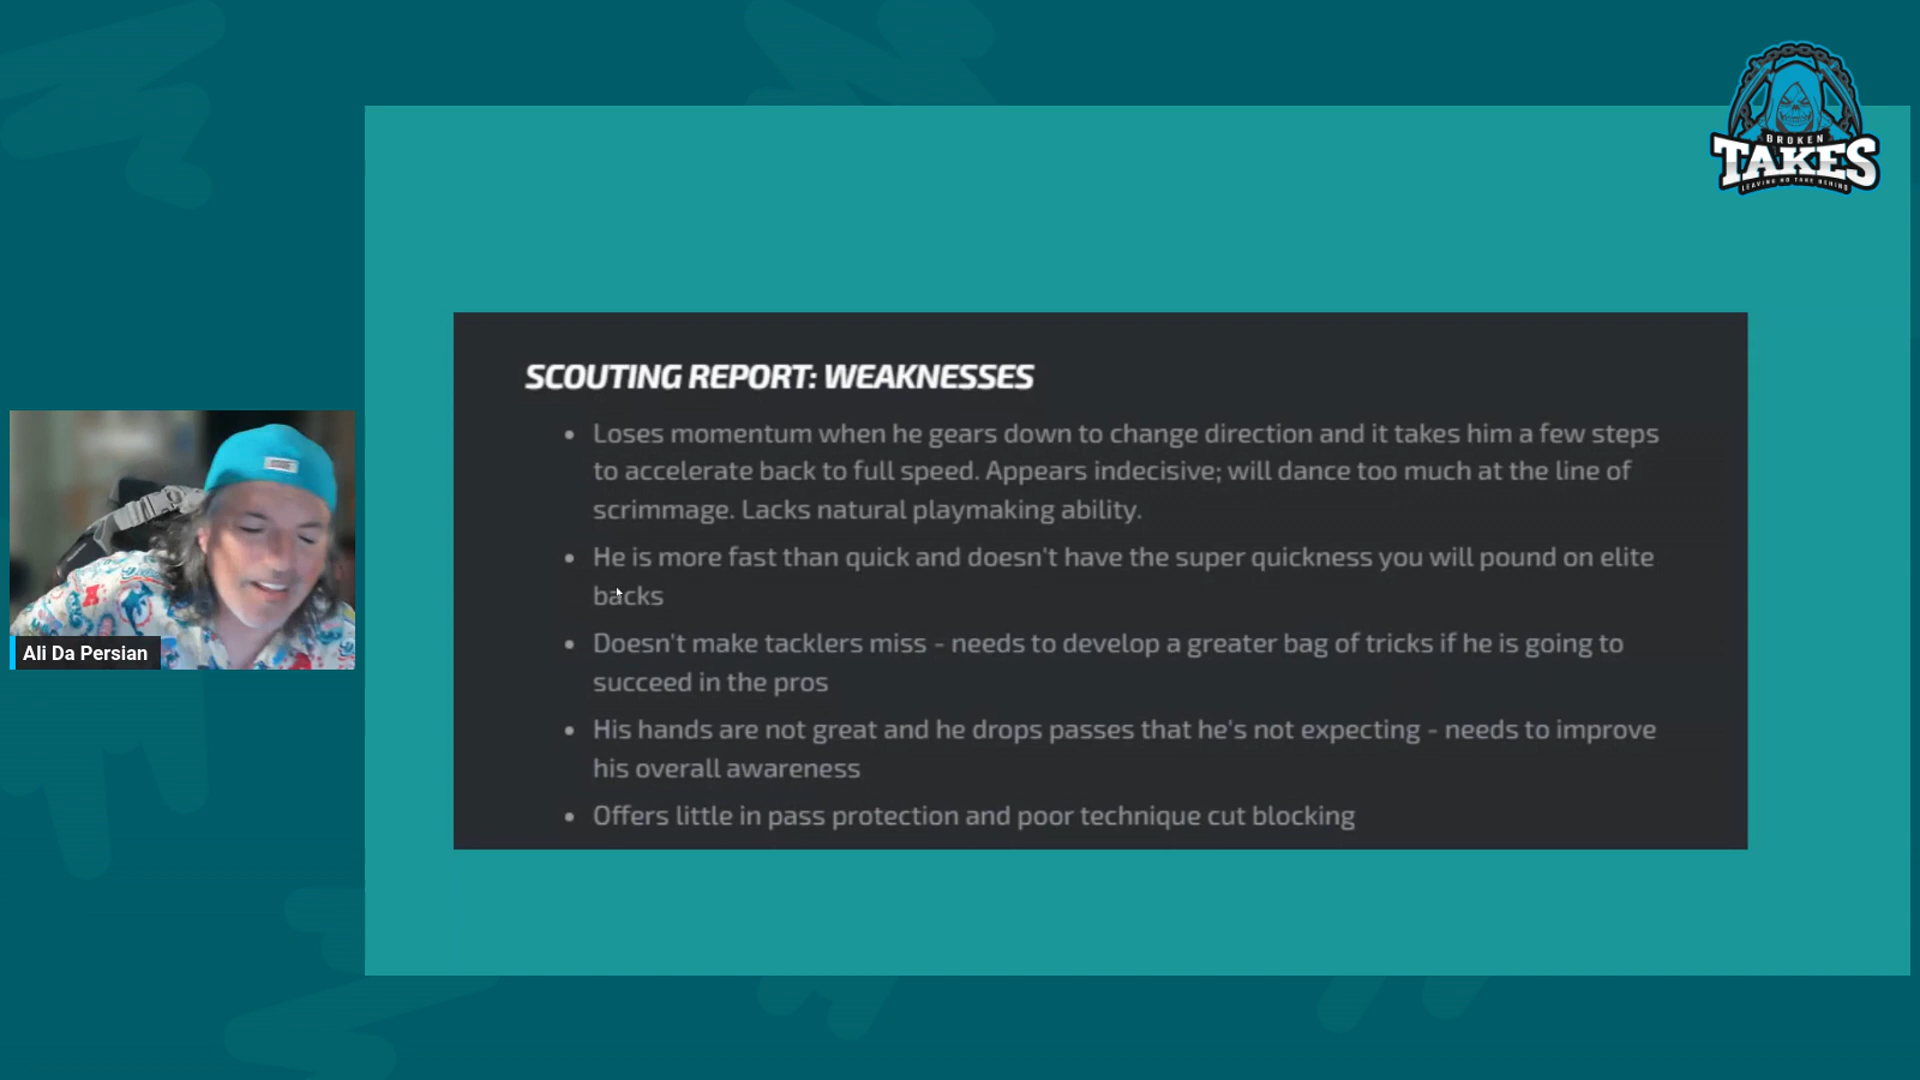 BROKEN
TAKES
LEAVING NO TAKE BEHIND
SCOUTING REPORT: WEAKNESSES
• Loses momentum when he gears down to change direction and it takes him a few steps
to accelerate back to full speed. Appears indecisive; will dance too much at the line of
scrimmage. Lacks natural playmaking ability.
• He is more fast than quick and doesn't have the super quickness you will pound on elite
backs
• Doesn't make tacklers miss - needs to develop a greater bag of tricks if he is going to
succeed in the pros
• His hands are not great and he drops passes that he's not expecting - needs to improve
his overall awareness
• Offers little in pass protection and poor technique cut blocking
Ali Da Persian